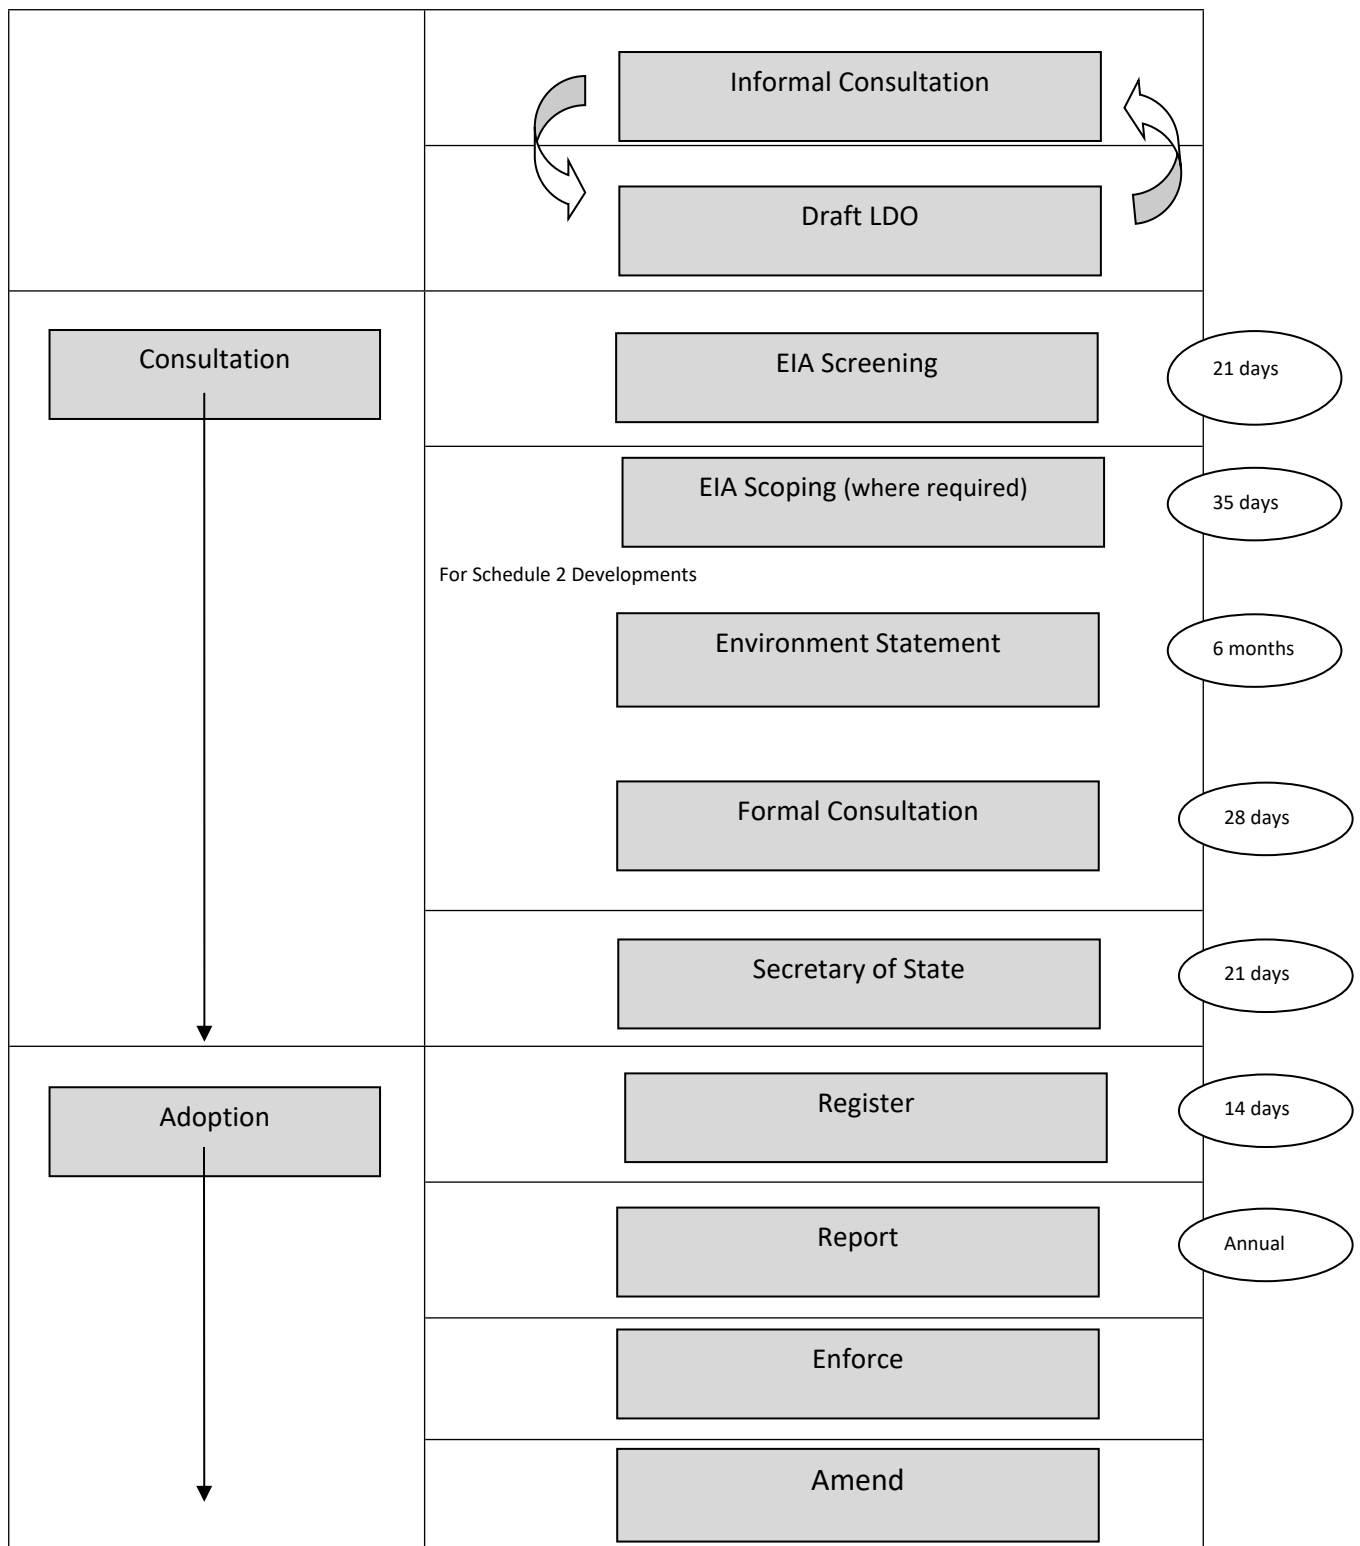 Informal Consultation
Draft LDO
Consultation
EIA Screening
21 days
EIA Scoping (where required)
35 days
For Schedule 2 Developments
Environment Statement
6 months
Formal Consultation
28 days
Secretary of State
21 days
Adoption
Register
14 days
Report
Annual
Enforce
Amend